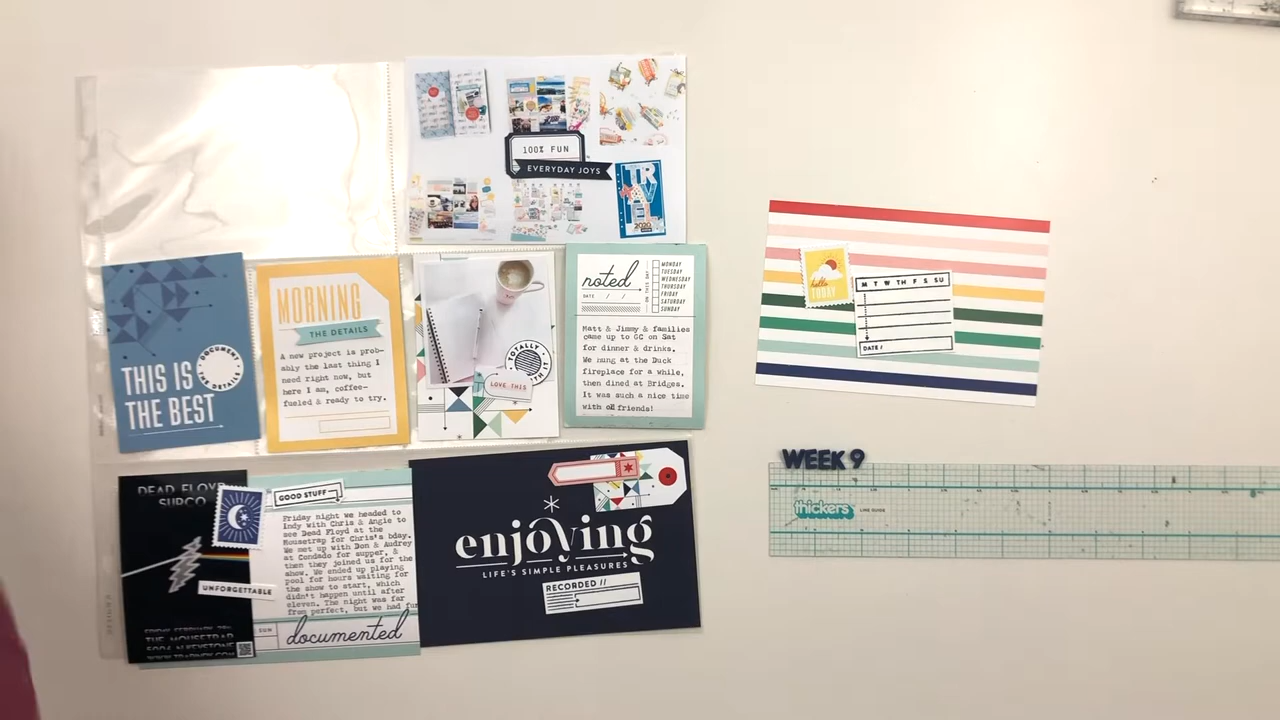 100% FUN
EVERYDAY JOYS
TRVL
2020
THIS IS
THE BEST
DOCUMENT
THE DETAILS
MORNING
THE DETAILS
A new project is prob-
ably the last thing I
need right now, but
here I am, coffee-
fueled & ready to try.
TOTALLY
WITH IT
LOVE THIS
noted
DATE / /
ON THIS DAY
MONDAY
TUESDAY
WEDNESDAY
THURSDAY
FRIDAY
SATURDAY
SUNDAY
Matt & Jimmy & families
came up to GC on Sat
for dinner & drinks.
We hung at the Duck
fireplace for a while,
then dined at Bridges.
It was such a nice time
with old friends!
hello
TODAY
M T W TH F S SU
DATE /
DEAD FLOYD
GOOD STUFF
Friday night we headed to
Indy with Chris & Angie to
see Dead Floyd at the
Mousetrap for Chris's bday.
We met up with Don & Audrey
at Condado for supper, &
then they joined us for the
show. We ended up playing
pool for hours waiting for
the show to start, which
didn't happen until after
eleven. The night was far
from perfect, but we had fun
UNFORGETTABLE
THE MOUSETRAP
SUN
documented
enjoying
LIFE'S SIMPLE PLEASURES
RECORDED //
WEEK 9
thickers
LINE GUIDE